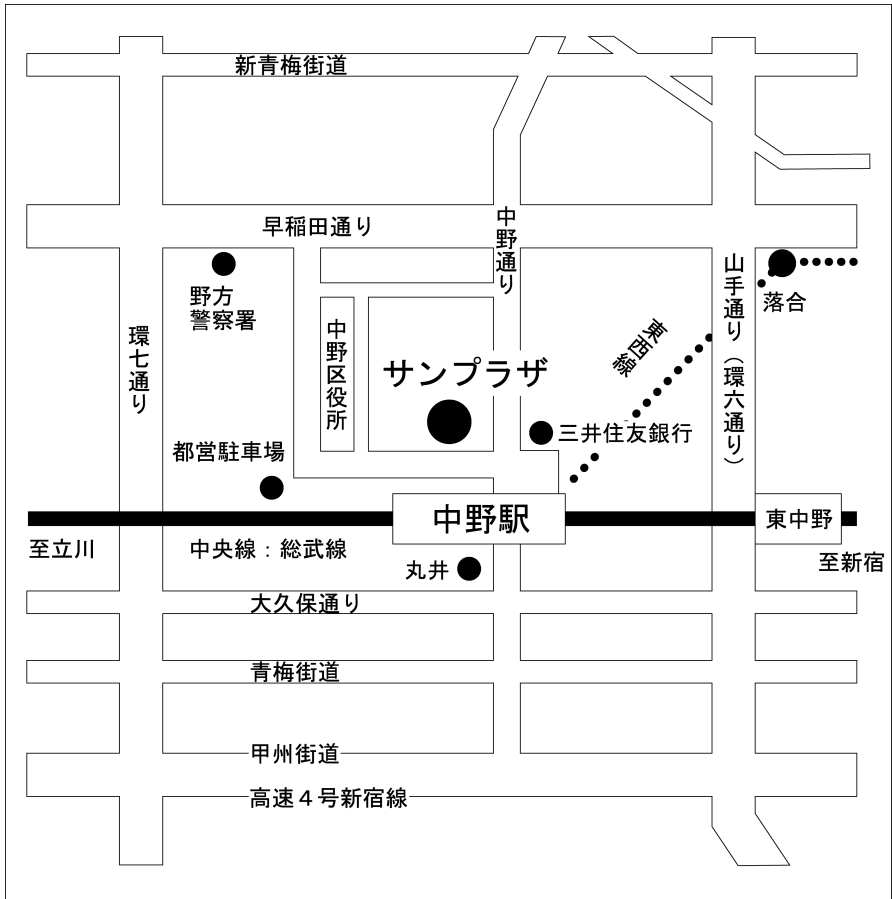 新青梅街道
早稲田通り
中野通り
山手通り（環六通り）
落合
野方
警察署
環七通り
中野区役所
サンプラザ
東西線
三井住友銀行
都営駐車場
中野駅
東中野
至立川
中央線：総武線
至新宿
丸井
大久保通り
青梅街道
甲州街道
高速４号新宿線